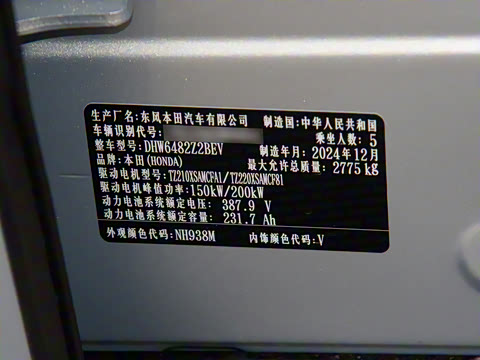 生产厂名:东风本田汽车有限公司 制造国:中华人民共和国
车辆识别代号: 乘坐人数: 5
整车型号:DHW6482Z2BEV 制造年月: 2024年12月
品牌:本田(HONDA) 最大允许总质量: 2775 kg
驱动电机型号:TZ210XSAMCFA1/TZ220XSAMCF81
驱动电机峰值功率:150kW/200kW
动力电池系统额定电压: 387.9 V
动力电池系统额定容量: 231.7 Ah
外观颜色代码:NH938M 内饰颜色代码:V